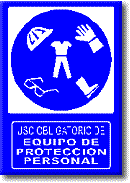 USO OBLIGATORIO DE
EQUIPO DE
PROTECCION
PERSONAL